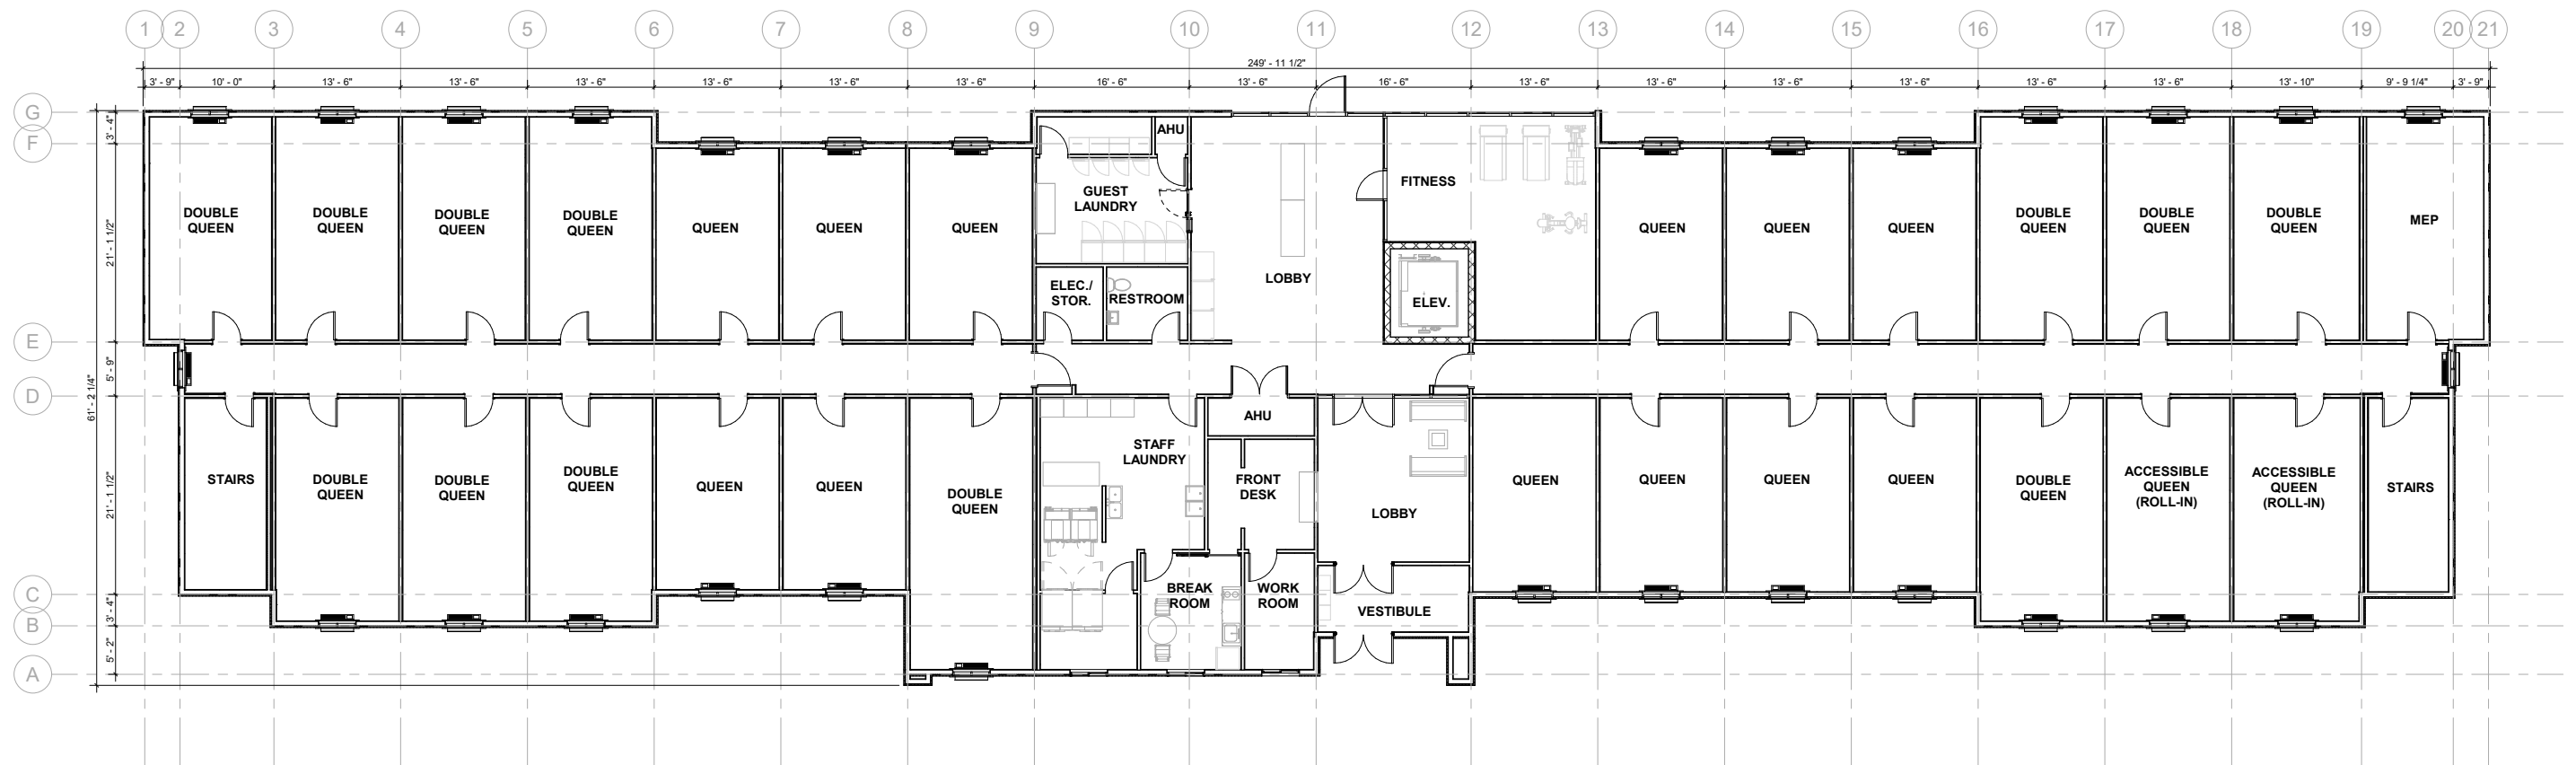 1 2 3 4 5 6 7 8 9 10 11 12 13 14 15 16 17 18 19 20 21
249' - 11 1/2"
3' - 9" 10' - 0" 13' - 6" 13' - 6" 13' - 6" 13' - 6" 13' - 6" 13' - 6" 16' - 6" 13' - 6" 16' - 6" 13' - 6" 13' - 6" 13' - 6" 13' - 6" 13' - 6" 13' - 10" 9' - 9 1/4" 3' - 9"
G
F
E
D
C
B
A
3' - 4"
21' - 1 1/2"
5' - 9"
21' - 1 1/2"
3' - 4"
5' - 2"
61' - 2 1/4"
DOUBLE
QUEEN
DOUBLE
QUEEN
DOUBLE
QUEEN
DOUBLE
QUEEN
QUEEN
QUEEN
QUEEN
AHU
GUEST
LAUNDRY
ELEC./
STOR.
RESTROOM
LOBBY
FITNESS
ELEV.
QUEEN
QUEEN
QUEEN
DOUBLE
QUEEN
DOUBLE
QUEEN
DOUBLE
QUEEN
MEP
STAIRS
DOUBLE
QUEEN
DOUBLE
QUEEN
DOUBLE
QUEEN
QUEEN
QUEEN
DOUBLE
QUEEN
STAFF
LAUNDRY
AHU
FRONT
DESK
BREAK
ROOM
WORK
ROOM
LOBBY
VESTIBULE
QUEEN
QUEEN
QUEEN
QUEEN
DOUBLE
QUEEN
ACCESSIBLE
QUEEN
(ROLL-IN)
ACCESSIBLE
QUEEN
(ROLL-IN)
STAIRS